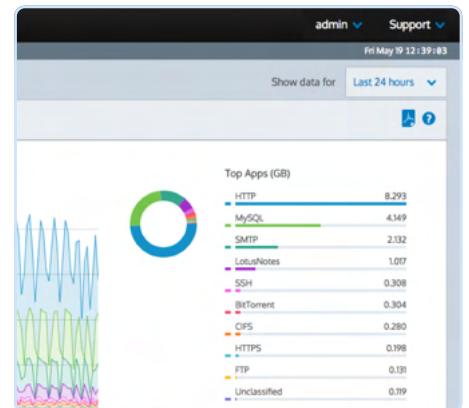 admin Support
Fri May 19 12:39:03
Show data for Last 24 hours
Top Apps (GB)
HTTP 8.293
MySQL 4.149
SMTP 2.132
LotusNotes 1.017
SSH 0.308
BitTorrent 0.304
CIFS 0.280
HTTPS 0.198
FTP 0.131
Unclassified 0.119